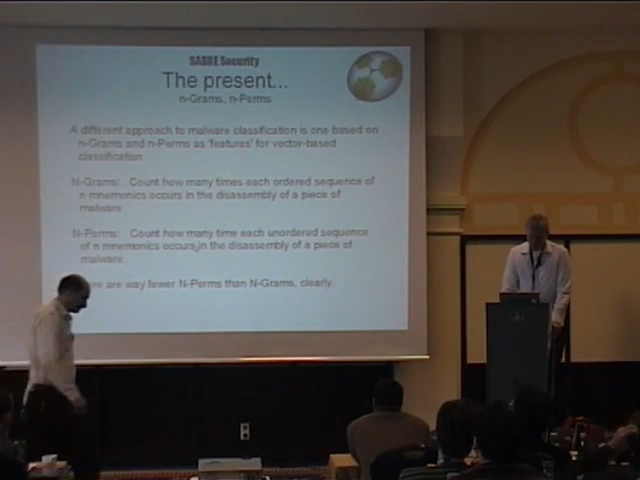 SABRE Security
The present...
n-Grams, n-Perms
A different approach to malware classification is one based on
n-Grams and n-Perms as 'features' for vector-based
classification.
N-Grams: Count how many times each ordered sequence of
n mnemonics occurs in the disassembly of a piece of
malware
N-Perms: Count how many time each unordered sequence
of n mnemonics occurs in the disassembly of a piece of
malware
are way fewer N-Perms than N-Grams, clearly.